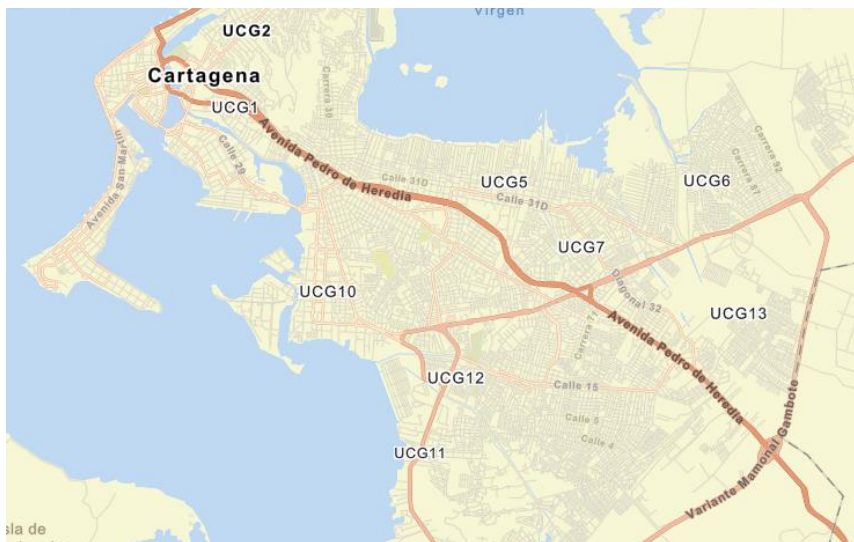 Virgen
UCG2
Cartagena
UCG1
Carrera 30
Avenida Pedro de Heredia
Calle 29
Avenida San Martín
Calle 31D
UCG5
Calle 31D
UCG6
Carrera 92
Carrera 87
UCG7
Diagonal 32
UCG10
UCG13
Carrera 71
Avenida Pedro de Heredia
UCG12
Calle 15
Calle 5
Calle 4
UCG11
Variante Mamonal Gambote
sla de